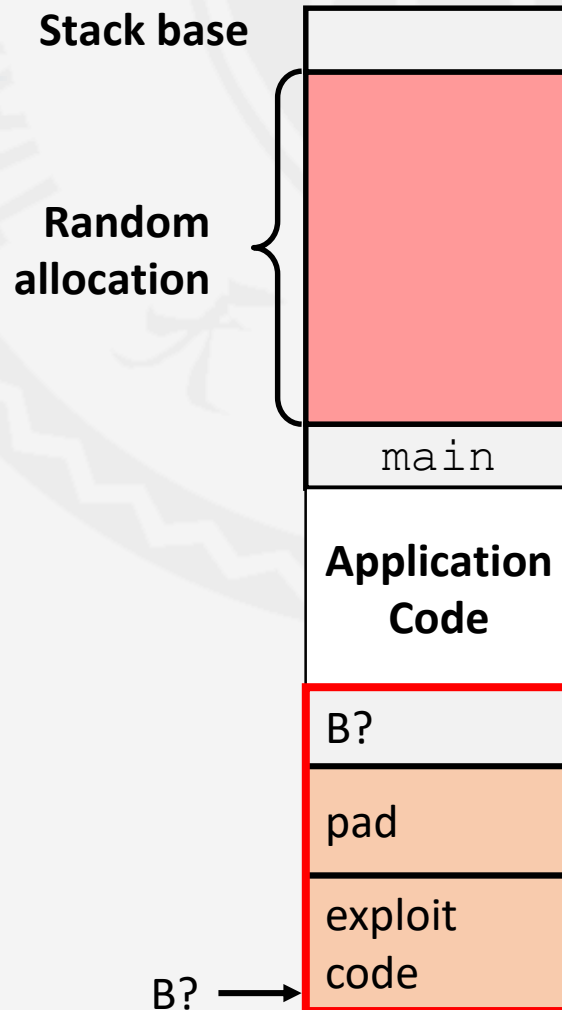 Stack base
Random
allocation
main
Application
Code
B?
pad
exploit
code
B?